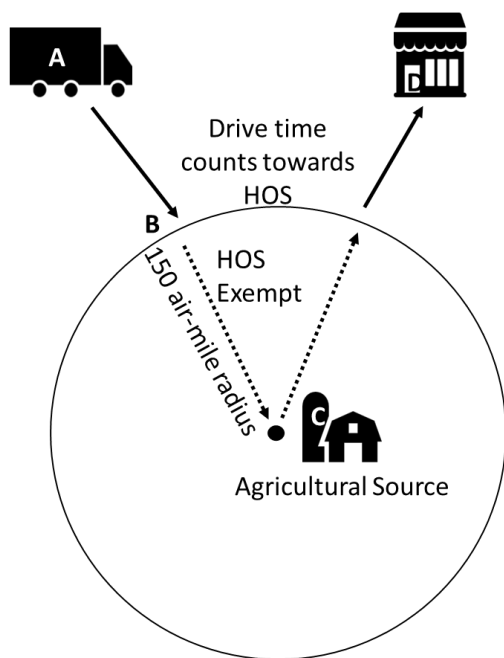 A
D
Drive time
counts towards
HOS
B
150 air-mile radius
HOS
Exempt
C
Agricultural Source